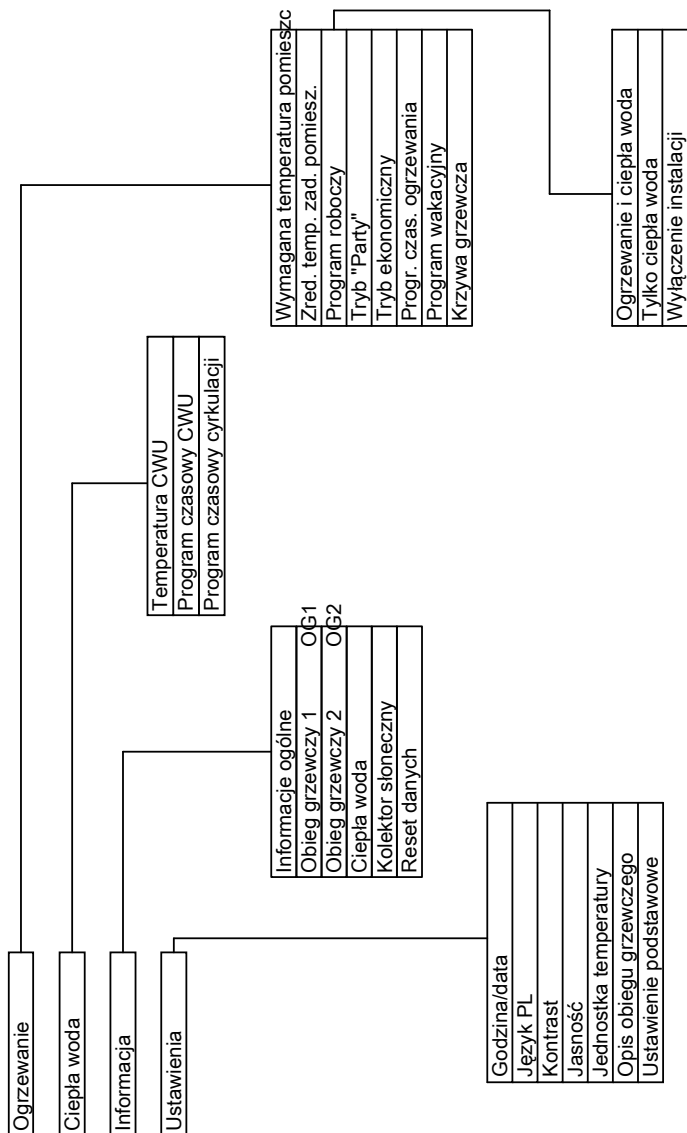 Ogrzewanie
Ciepła woda
Informacja
Ustawienia
Wymagana temperatura pomieszc
Zred. temp. zad. pomiesz.
Program roboczy
Tryb "Party"
Tryb ekonomiczny
Progr. czas. ogrzewania
Program wakacyjny
Krzywa grzewcza
Ogrzewanie i ciepła woda
Tylko ciepła woda
Wyłączenie instalacji
Temperatura CWU
Program czasowy CWU
Program czasowy cyrkulacji
Informacje ogólne
Obieg grzewczy 1 OG1
Obieg grzewczy 2 OG2
Ciepła woda
Kolektor słoneczny
Reset danych
Godzina/data
Język PL
Kontrast
Jasność
Jednostka temperatury
Opis obiegu grzewczego
Ustawienie podstawowe